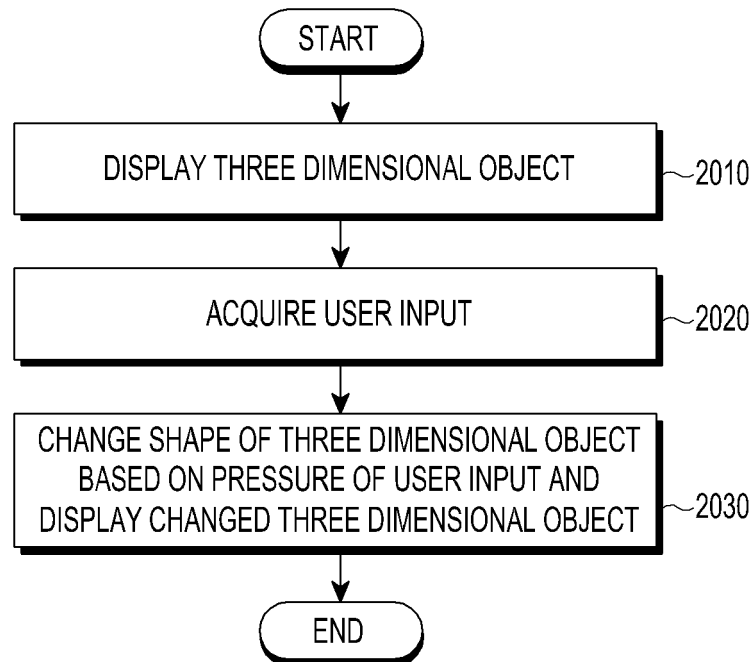 START
DISPLAY THREE DIMENSIONAL OBJECT
2010
ACQUIRE USER INPUT
2020
CHANGE SHAPE OF THREE DIMENSIONAL OBJECT
BASED ON PRESSURE OF USER INPUT AND
DISPLAY CHANGED THREE DIMENSIONAL OBJECT
2030
END